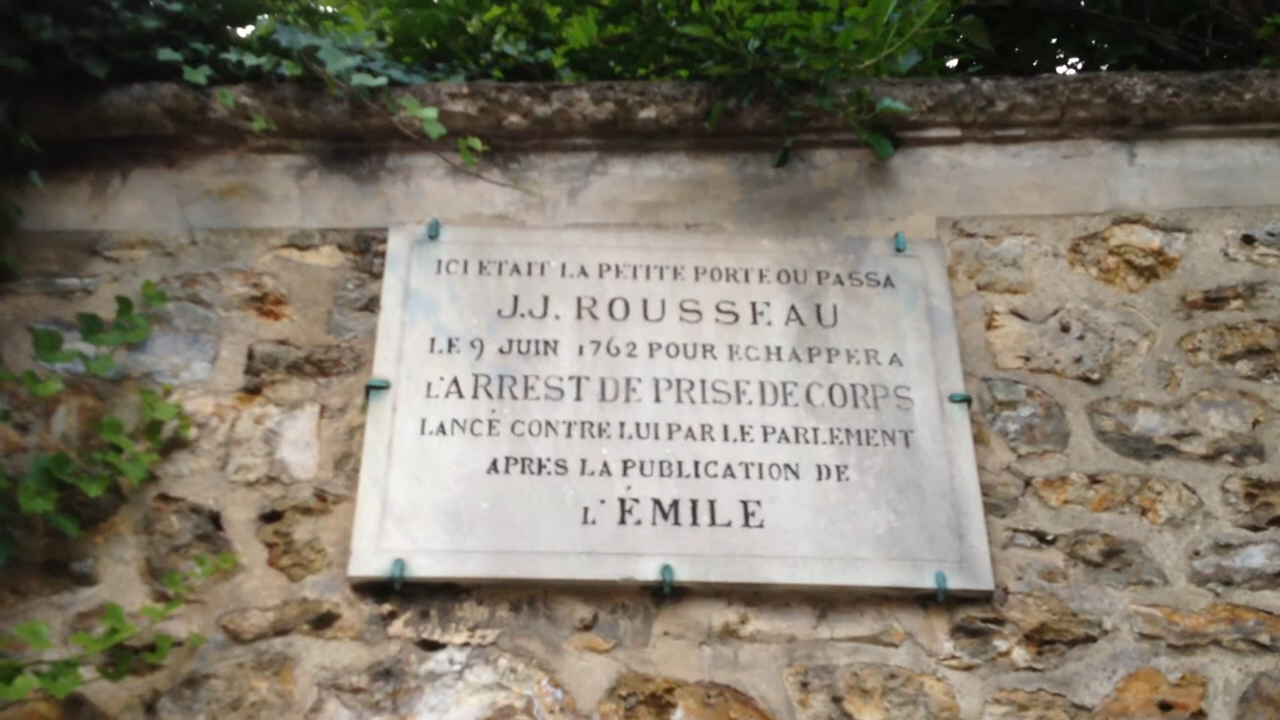 ICI ETAIT LA PETITE PORTE OU PASSA
J.J. ROUSSEAU
LE 9 JUIN 1762 POUR ECHAPPER A
L'ARREST DE PRISE DE CORPS
LANCÉ CONTRE LUI PAR LE PARLEMENT
APRES LA PUBLICATION DE
L'ÉMILE